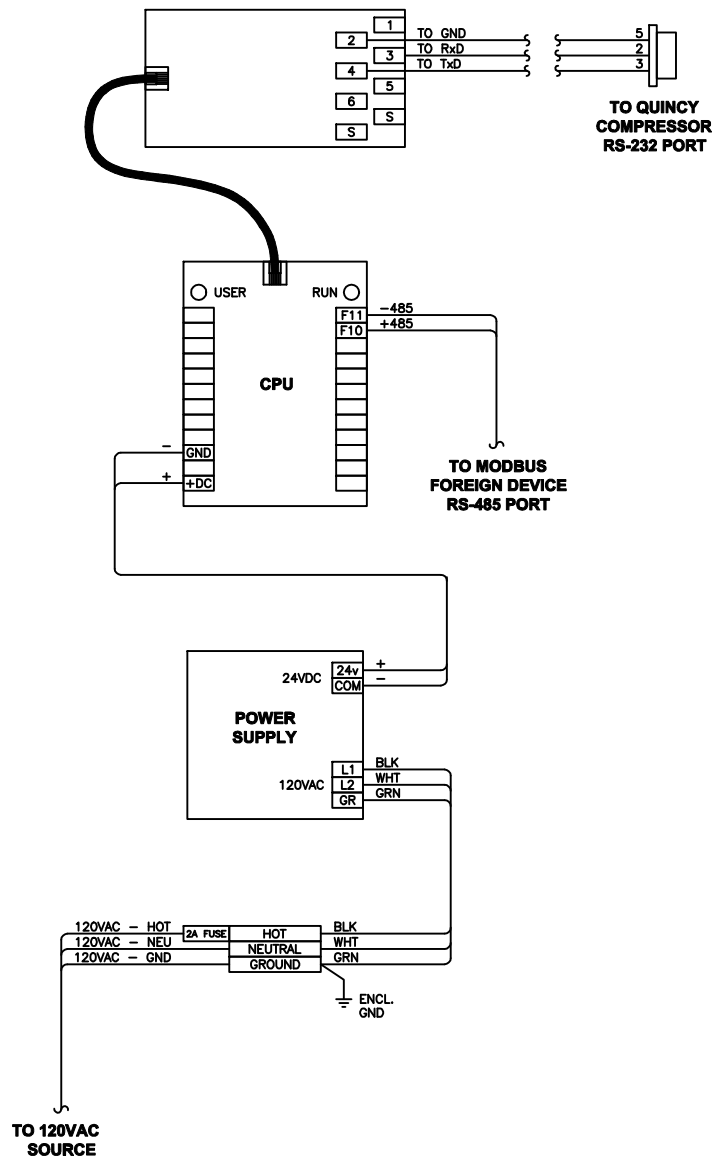 1
2
3
4
5
6
S
S
TO GND
TO RxD
TO TxD
5
2
3
TO QUINCY
COMPRESSOR
RS-232 PORT
USER
RUN
F11
F10
-485
+485
CPU
-
GND
+
+DC
TO MODBUS
FOREIGN DEVICE
RS-485 PORT
24VDC
24v
COM
+
-
POWER
SUPPLY
120VAC
L1
L2
GR
BLK
WHT
GRN
120VAC - HOT
120VAC - NEU
120VAC - GND
2A FUSE
HOT
NEUTRAL
GROUND
BLK
WHT
GRN
ENCL.
GND
TO 120VAC
SOURCE